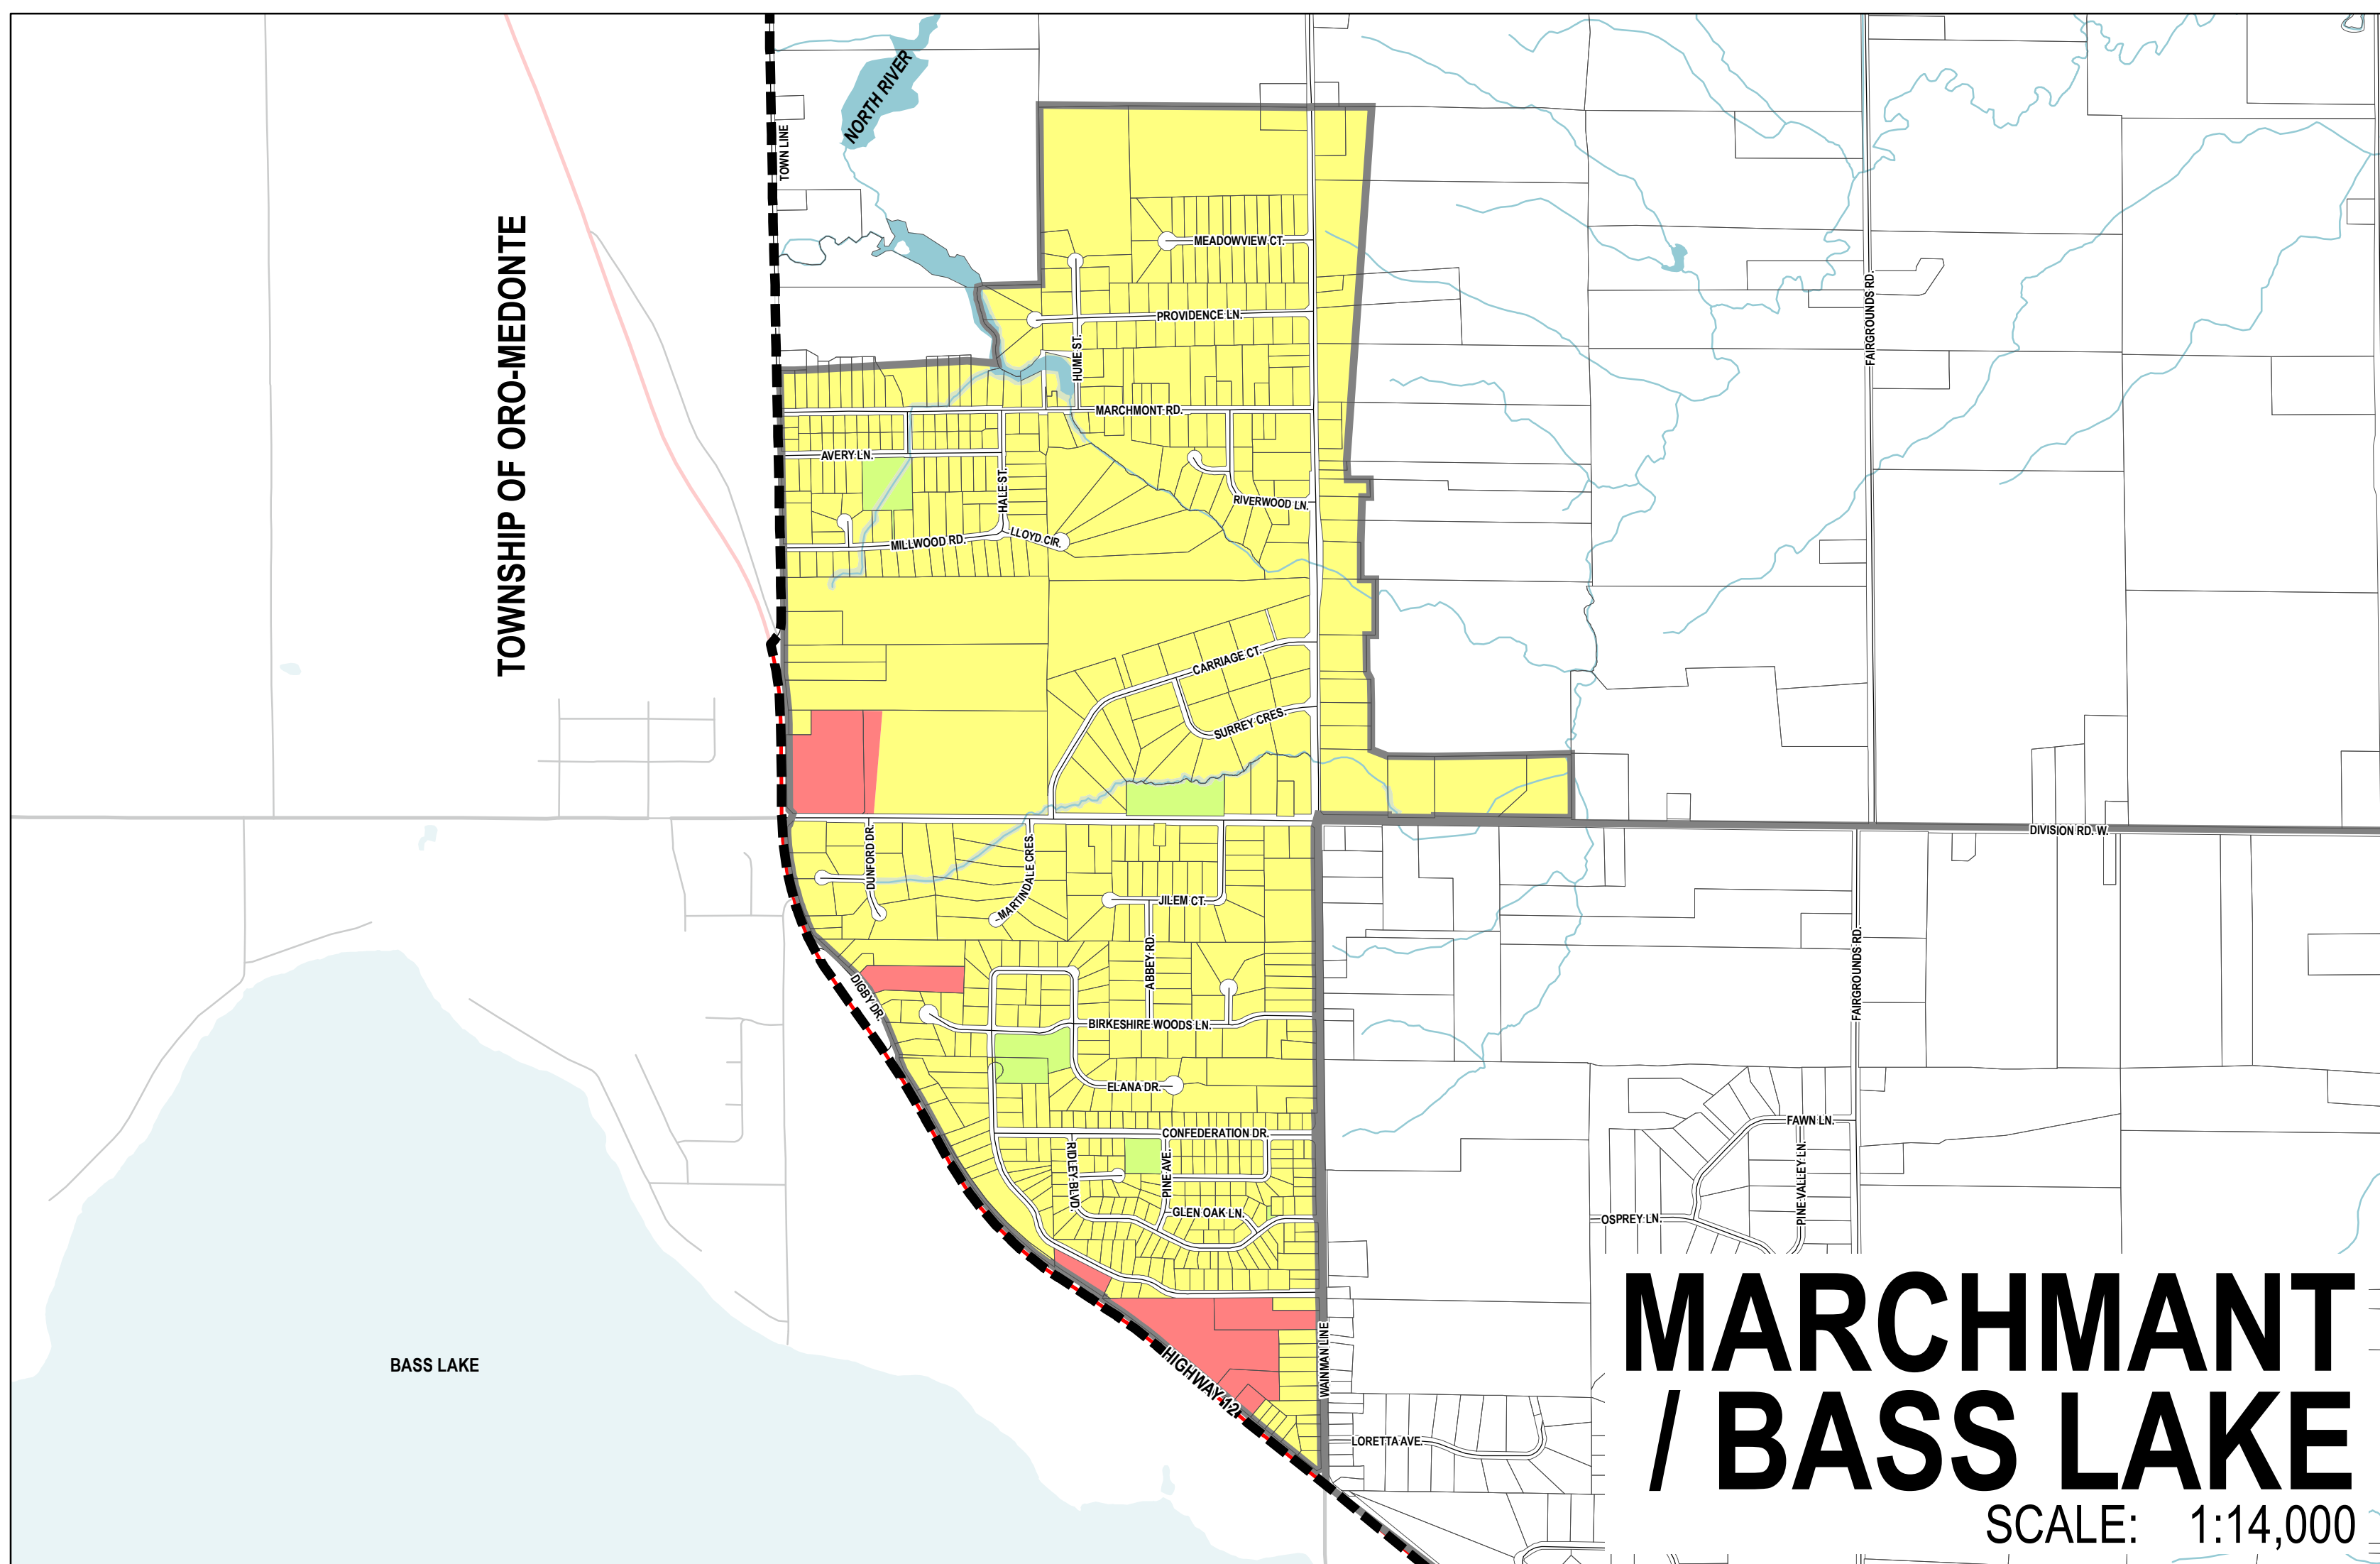 NORTH RIVER
TOWN LINE
TOWNSHIP OF ORO-MEDONTE
MEADOWVIEW CT.
FAIRGROUNDS RD.
PROVIDENCE LN.
HUME ST.
MARCHMONT RD.
AVERY LN.
HALE ST.
RIVERWOOD LN.
LLOYD CIR.
MILLWOOD RD.
CARRIAGE CT.
SURREY CRES.
DIVISION RD. W.
DUNFORD DR.
MARTINDALE CRES.
JILEM CT.
ABBEY RD.
FAIRGROUNDS RD.
DIGBY DR.
BIRKESHIRE WOODS LN.
ELANA DR.
FAWN LN.
CONFEDERATION DR.
RIDLEY BLVD.
PINE AVE.
PINE VALLEY LN.
GLEN OAK LN.
OSPREY LN.
BASS LAKE
WAINMAN LINE
HIGHWAY 12
LORETTA AVE.
MARCHMANT
/ BASS LAKE
SCALE: 1:14,000